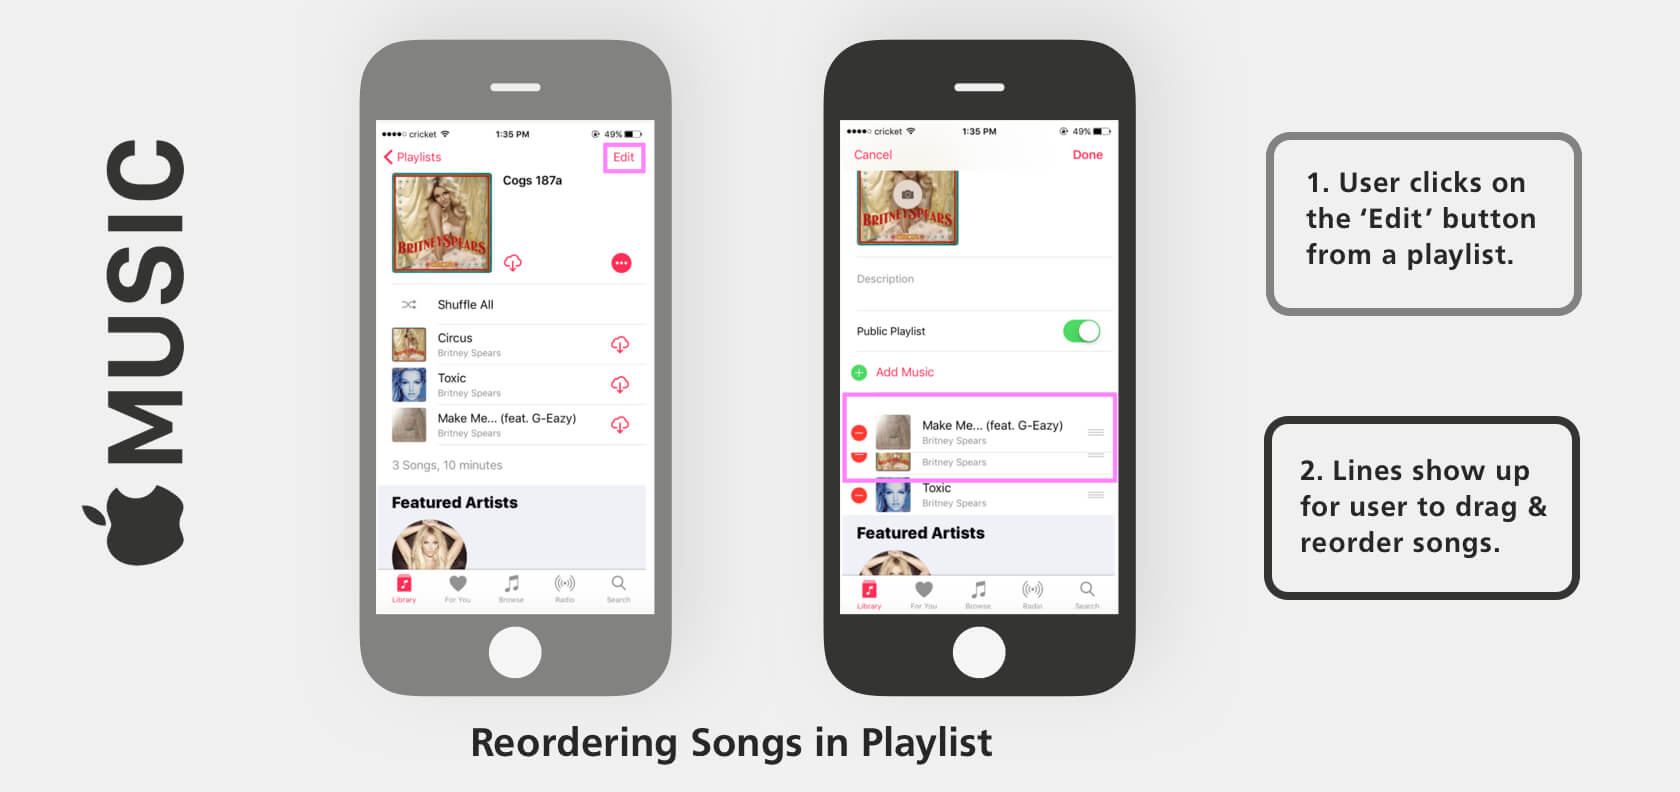 MUSIC
cricket
1:35 PM
49%
Playlists
Edit
Cogs 187a
BRITNEY SPEARS
Shuffle All
Circus
Britney Spears
Toxic
Britney Spears
Make Me... (feat. G-Eazy)
Britney Spears
3 Songs, 10 minutes
Featured Artists
Library
For You
Browse
Radio
Search
cricket
1:35 PM
49%
Cancel
Done
BRITNEY SPEARS
CIRCUS
Description
Public Playlist
Add Music
Make Me... (feat. G-Eazy)
Britney Spears
Britney Spears
Toxic
Britney Spears
Featured Artists
Library
For You
Browse
Radio
Search
1. User clicks on
the ‘Edit’ button
from a playlist.
2. Lines show up
for user to drag &
reorder songs.
Reordering Songs in Playlist